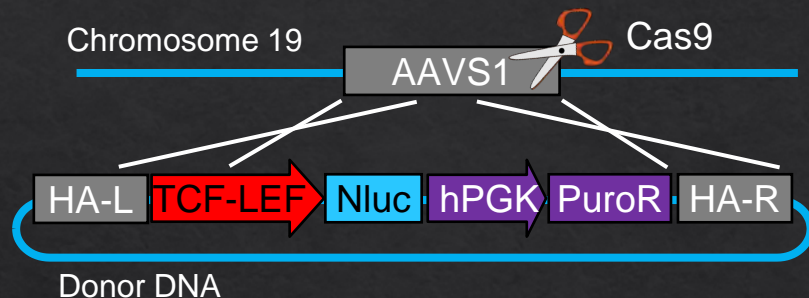 Chromosome 19
Cas9
AAVS1
HA-L TCF-LEF Nluc hPGK PuroR HA-R
Donor DNA